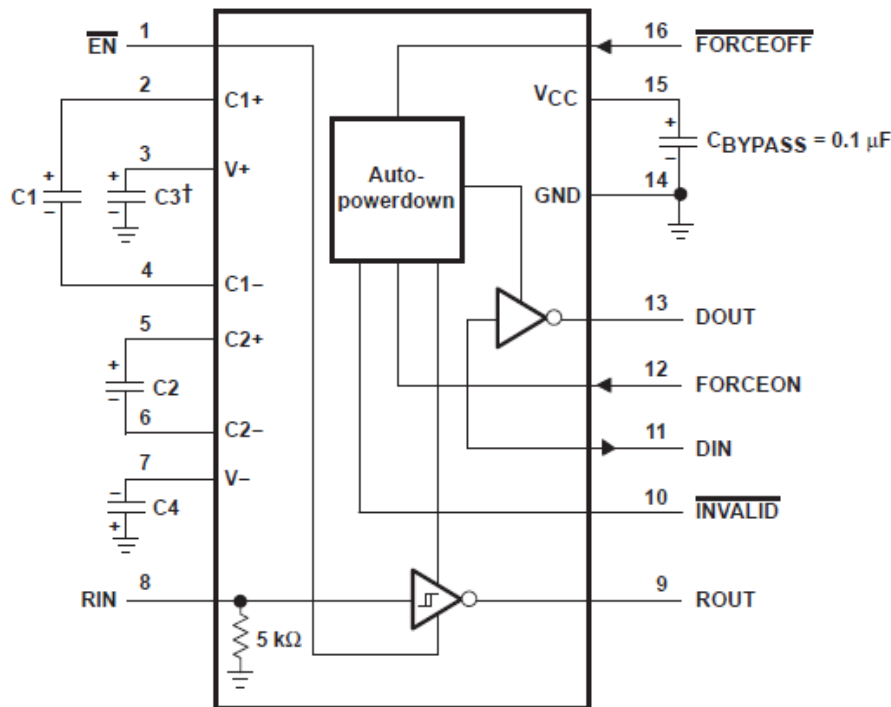 EN
1
16
FORCEOFF
2
C1+
VCC
15
+
CBYPASS = 0.1 μF
–
3
V+
Auto-
powerdown
C1
+
–
+
–
C3†
GND
14
4
C1–
13
DOUT
5
C2+
+
–
C2
12
FORCEON
6
C2–
11
DIN
7
V–
–
+
C4
10
INVALID
RIN
8
9
ROUT
5 kΩ